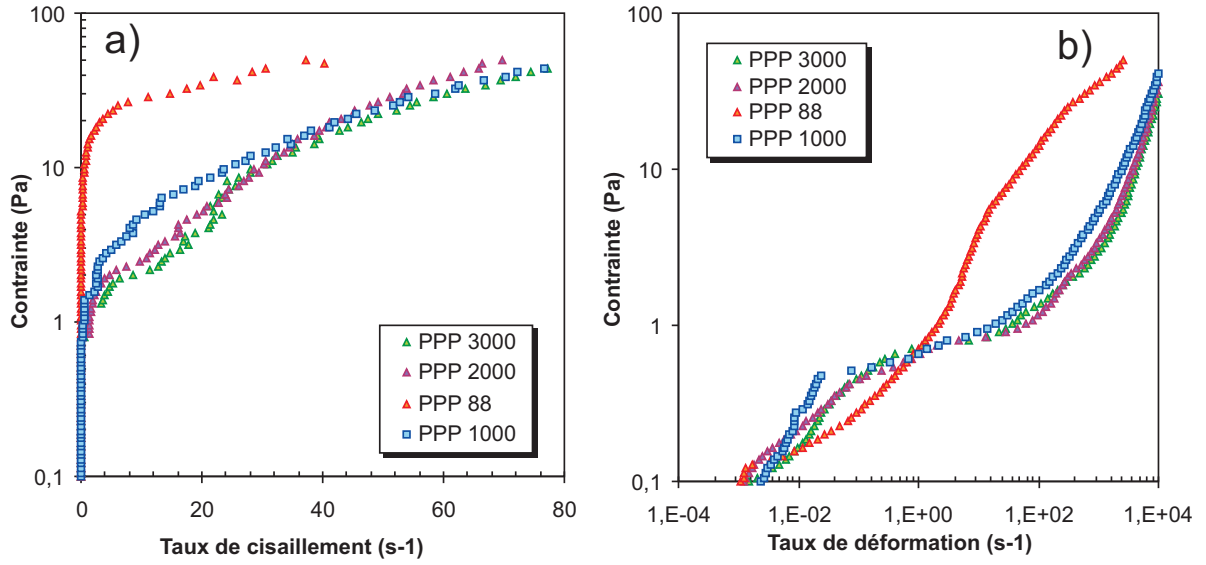 a)
100
10
1
0,1
Contrainte (Pa)
0
20
40
60
80
Taux de cisaillement (s-1)
PPP 3000
PPP 2000
PPP 88
PPP 1000
b)
100
10
1
0,1
Contrainte (Pa)
1,E-04
1,E-02
1,E+00
1,E+02
1,E+04
Taux de déformation (s-1)
PPP 3000
PPP 2000
PPP 88
PPP 1000